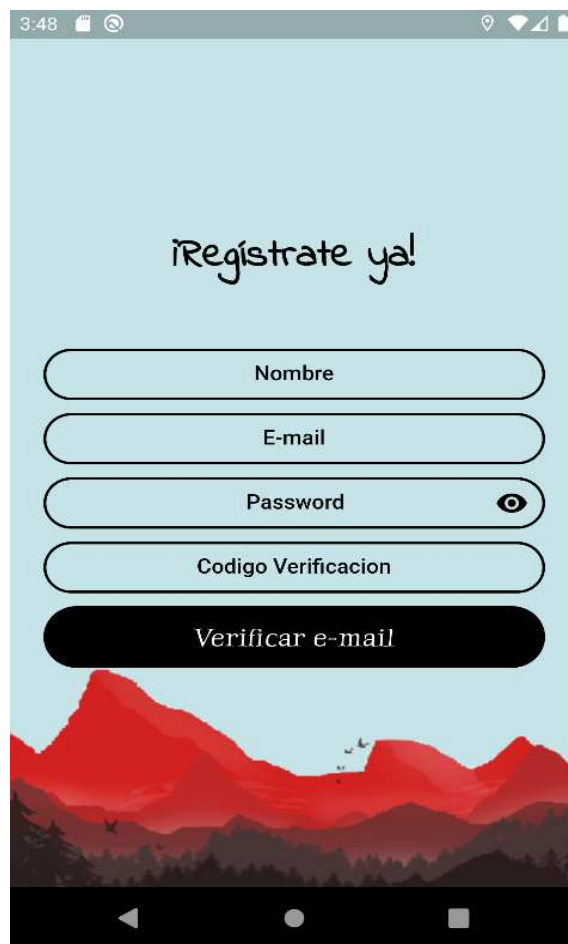 3:48
¡Regístrate ya!
Nombre
E-mail
Password
Codigo Verificacion
Verificar e-mail